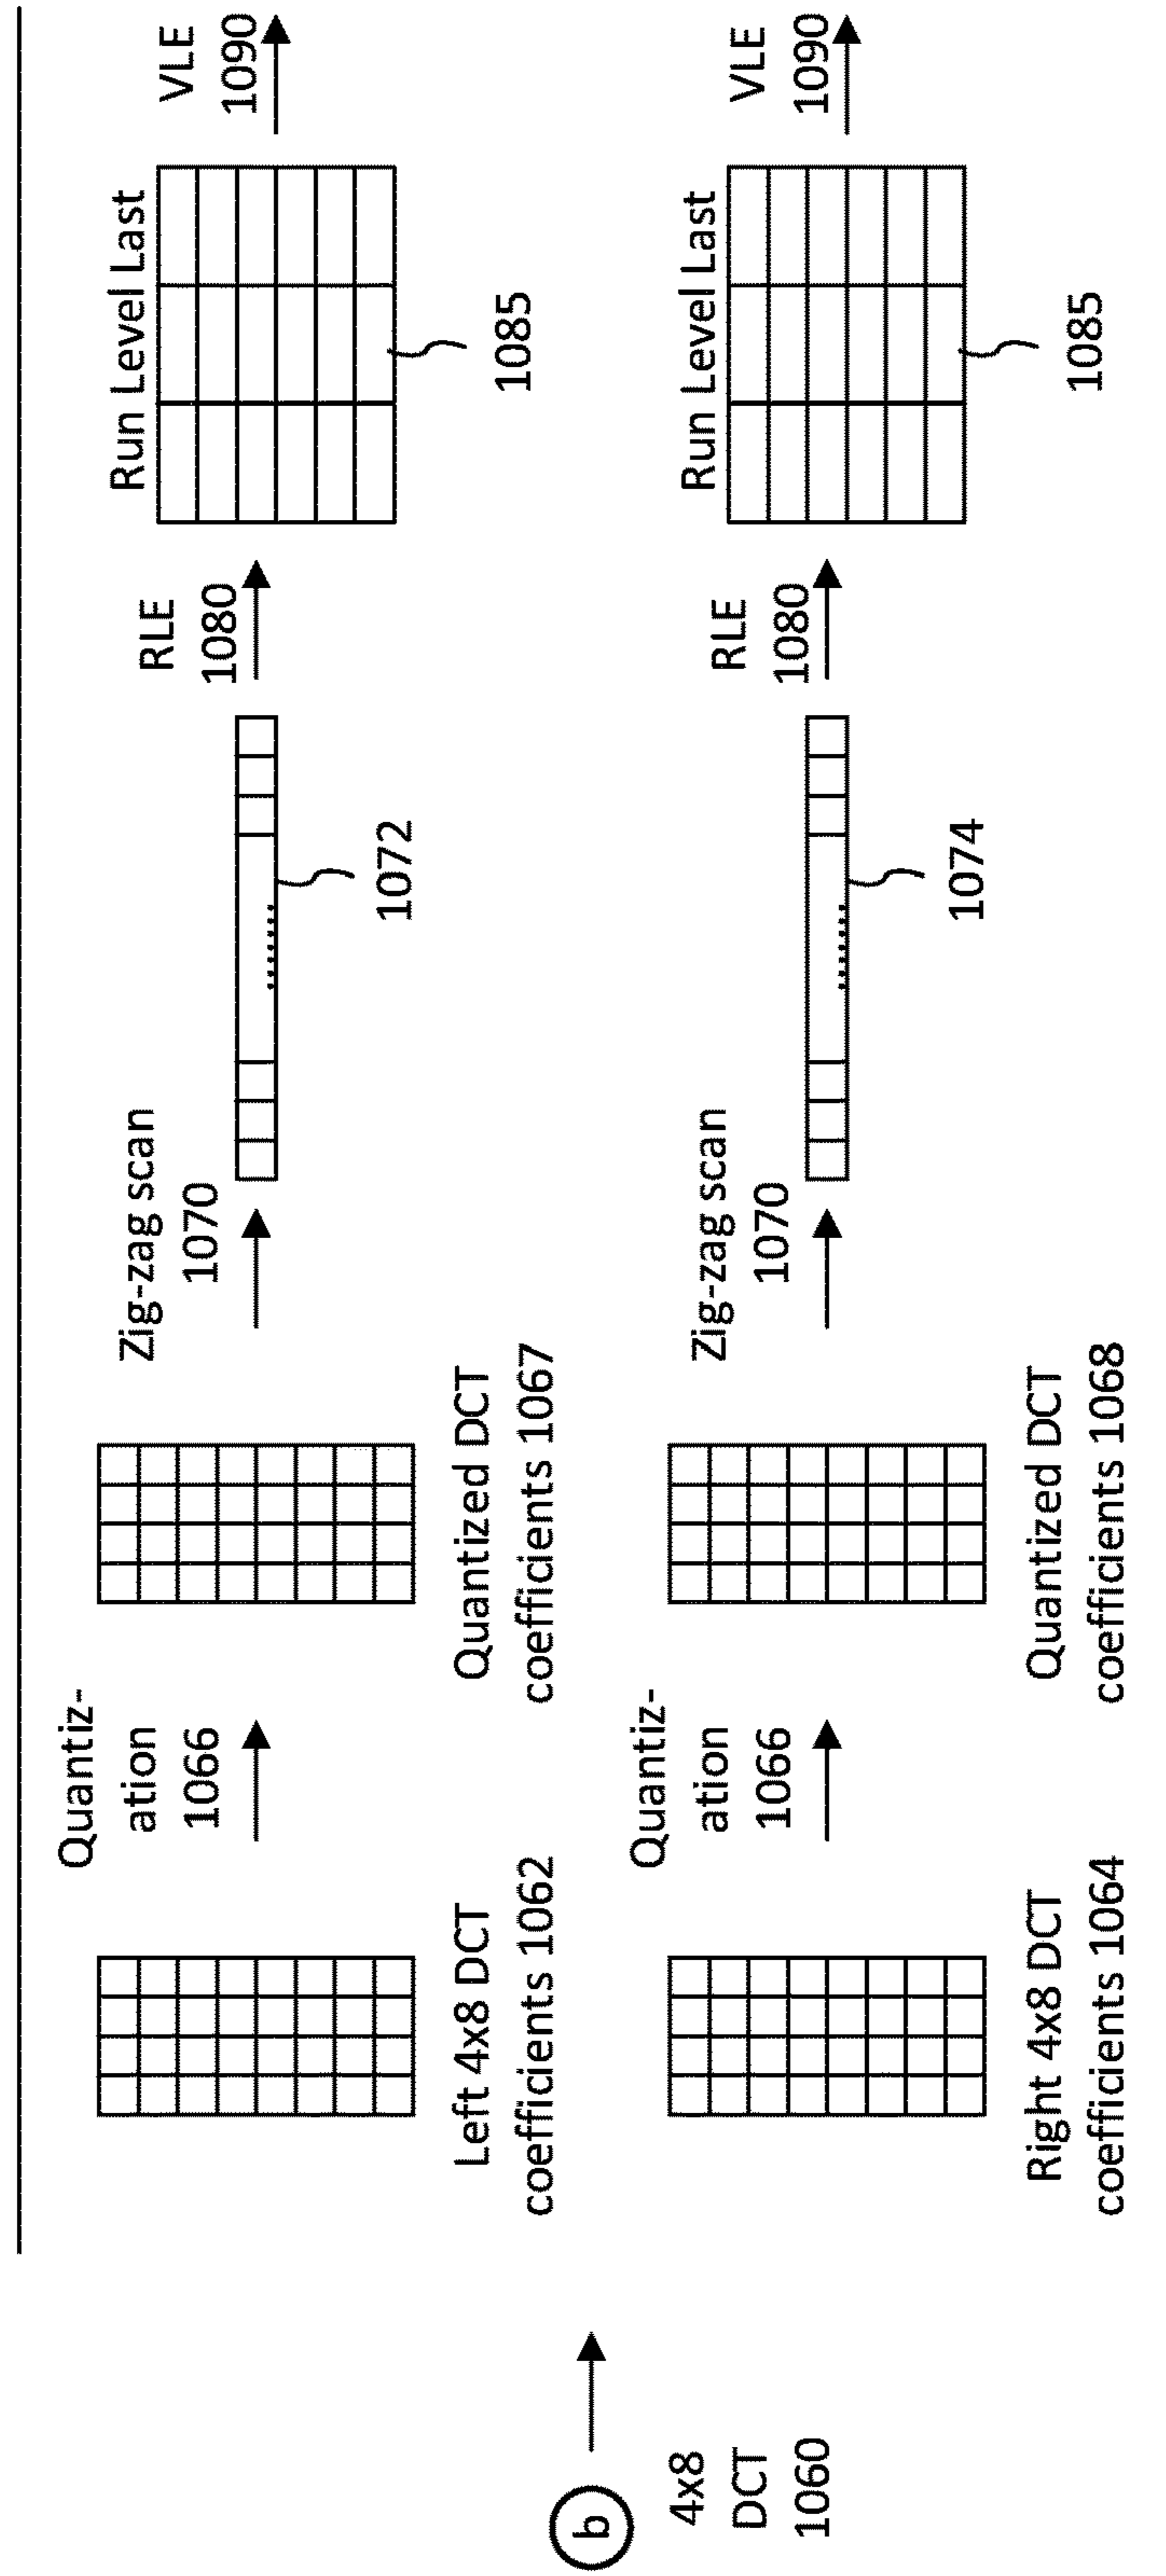 b
4x8
DCT
1060
Left 4x8 DCT
coefficients 1062
Quantiz-
ation
1066
Quantized DCT
coefficients 1067
Zig-zag scan
1070
1072
RLE
1080
Run Level Last
1085
VLE
1090
Right 4x8 DCT
coefficients 1064
Quantiz-
ation
1066
Quantized DCT
coefficients 1068
Zig-zag scan
1070
1074
RLE
1080
Run Level Last
1085
VLE
1090